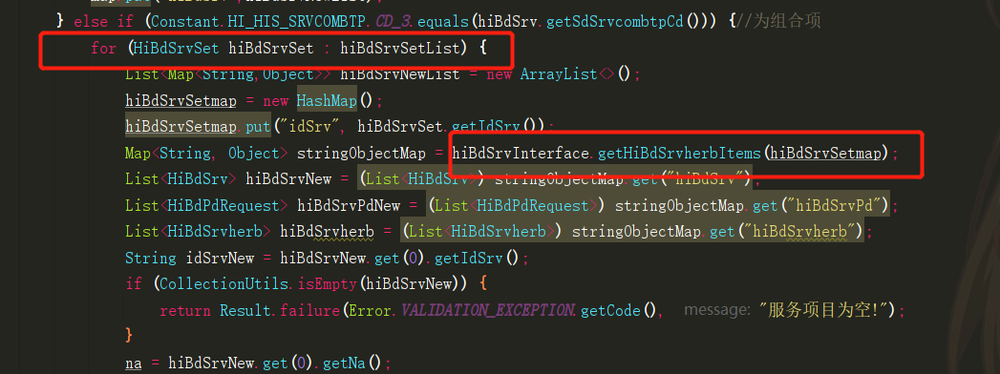 } else if (Constant.HI_HIS_SRVCOMBTP.CD_3.equals(hiBdSrv.getSdSrvcombtpCd())) {//为组合项
for (HiBdSrvSet hiBdSrvSet : hiBdSrvSetList) {
List<Map<String,Object>> hiBdSrvNewList = new ArrayList<>();
hiBdSrvSetmap = new HashMap();
hiBdSrvSetmap.put("idSrv", hiBdSrvSet.getIdSrv());
Map<String, Object> stringObjectMap = hiBdSrvInterface.getHiBdSrvherbItems(hiBdSrvSetmap);
List<HiBdSrv> hiBdSrvNew = (List<HiBdSrv>) stringObjectMap.get("hiBdSrv");
List<HiBdPdRequest> hiBdSrvPdNew = (List<HiBdPdRequest>) stringObjectMap.get("hiBdSrvPd");
List<HiBdSrvherb> hiBdSrvherb = (List<HiBdSrvherb>) stringObjectMap.get("hiBdSrvherb");
String idSrvNew = hiBdSrvNew.get(0).getIdSrv();
if (CollectionUtils.isEmpty(hiBdSrvNew)) {
return Result.failure(Error.VALIDATION_EXCEPTION.getCode(), message: "服务项目为空!");
}
na = hiBdSrvNew.get(0).getNa();